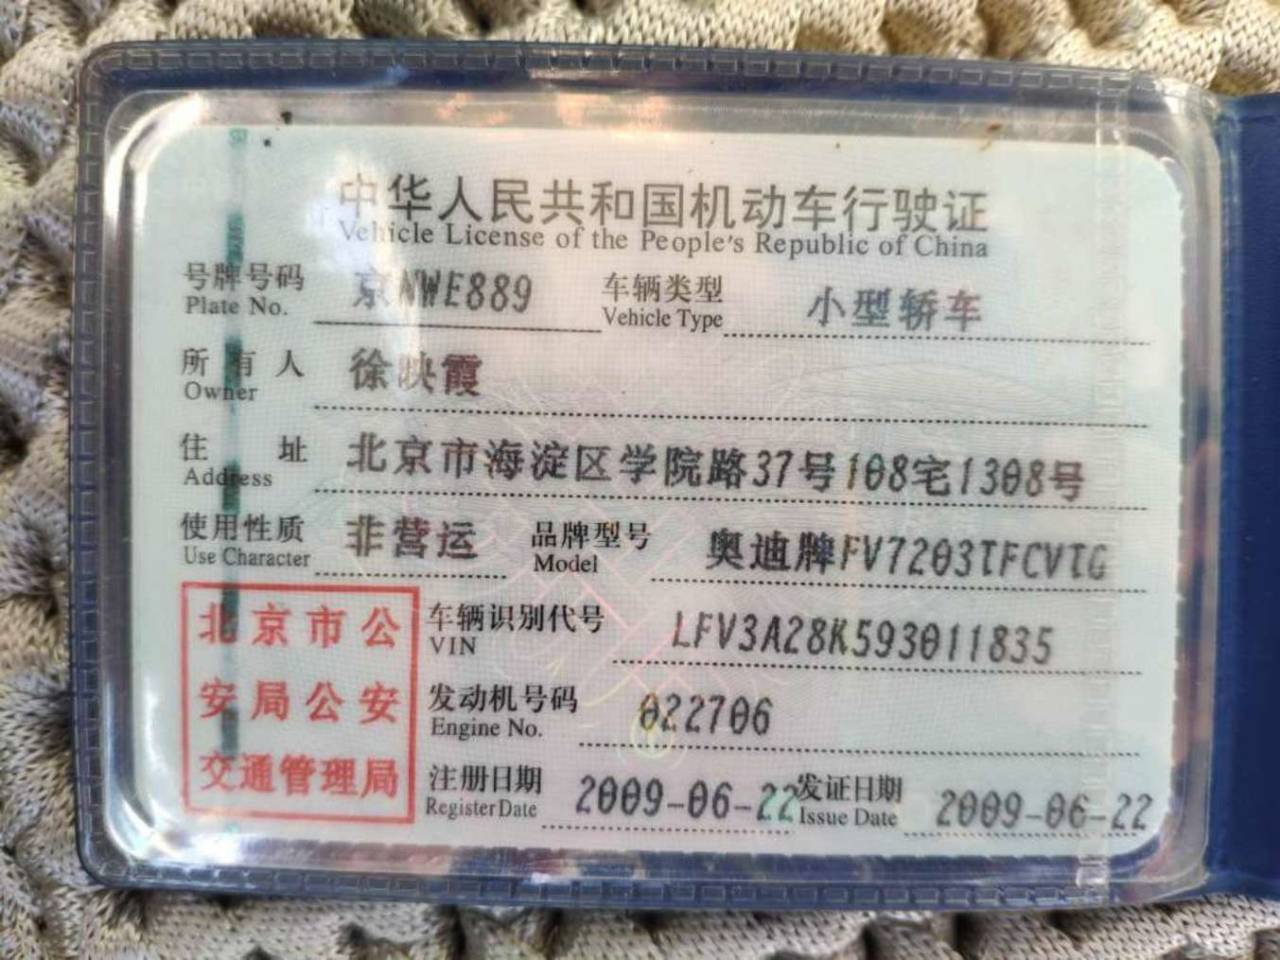 中华人民共和国机动车行驶证
Vehicle License of the People's Republic of China
号牌号码 京NWE889 车辆类型 小型轿车
Plate No. Vehicle Type
所有人 徐映霞
Owner
住址 北京市海淀区学院路37号108宅1308号
Address
使用性质 非营运 品牌型号 奥迪牌FV7203TFCVTG
Use Character Model
北京市公
安局公安
交通管理局
车辆识别代号 LFV3A28K593011835
VIN
发动机号码 022706
Engine No.
注册日期 2009-06-22 发证日期 2009-06-22
Register Date Issue Date